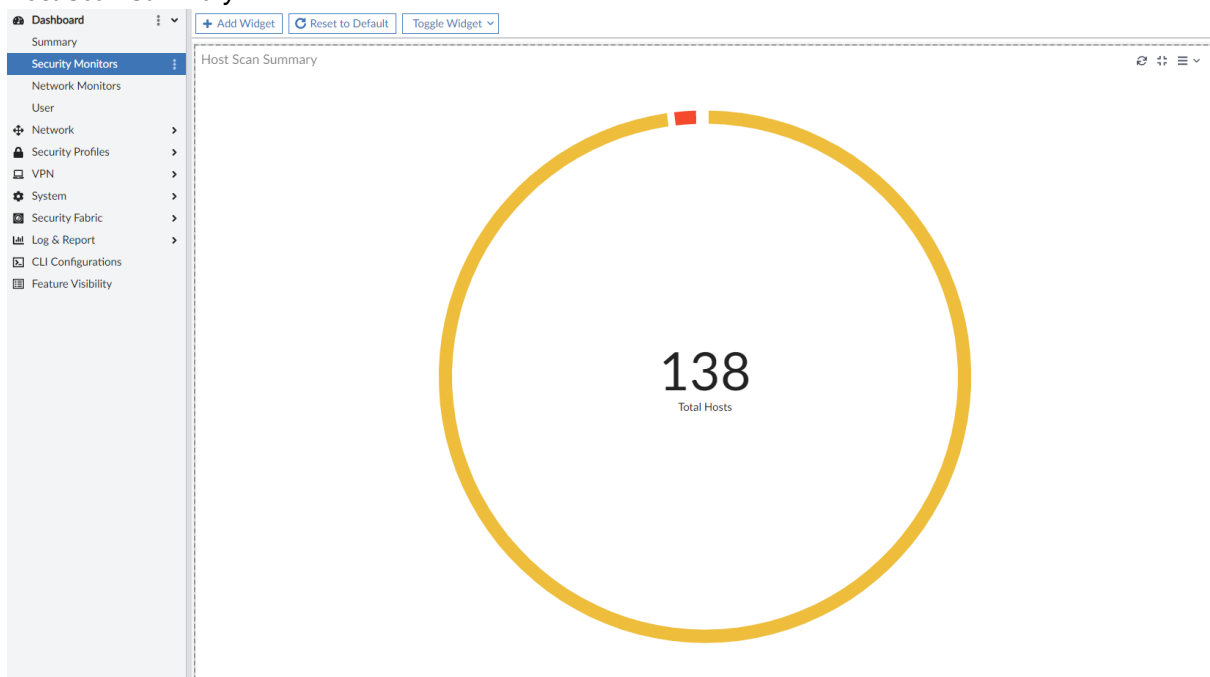 Dashboard
Summary
Security Monitors
Network Monitors
User
Network
Security Profiles
VPN
System
Security Fabric
Log & Report
CLI Configurations
Feature Visibility
+ Add Widget Reset to Default Toggle Widget
Host Scan Summary
138
Total Hosts